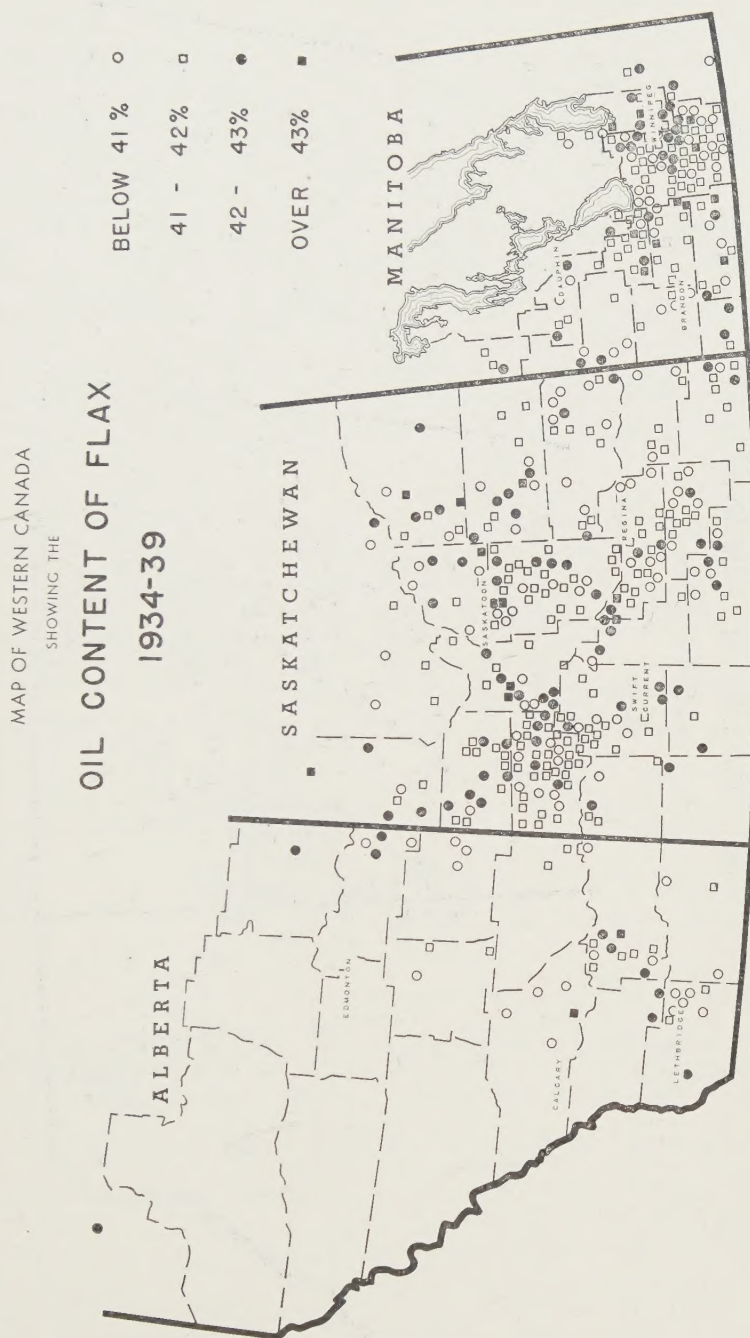 MAP OF WESTERN CANADA
SHOWING THE
OIL CONTENT OF FLAX
1934-39
BELOW 41 %
41 - 42%
42 - 43%
OVER 43%
ALBERTA
SASKATCHEWAN
MANITOBA
EDMONTON
CALGARY
LETHBRIDGE
SASKATOON
SWIFT
CURRENT
REGINA
DAUPHIN
BRANDON
WINNIPEG